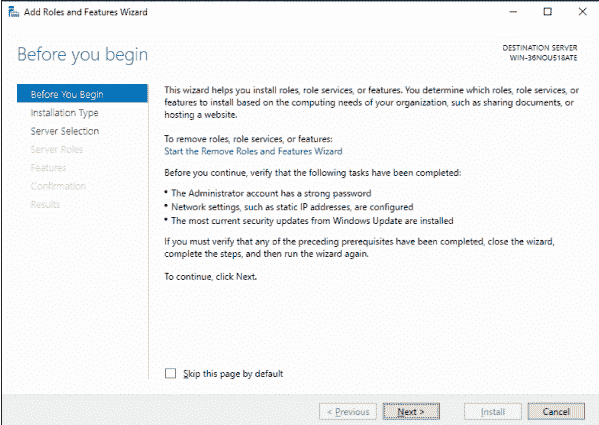 Add Roles and Features Wizard
Before you begin
DESTINATION SERVER
WIN-36NOU518ATE
Before You Begin
Installation Type
Server Selection
Server Roles
Features
Confirmation
Results
This wizard helps you install roles, role services, or features. You determine which roles, role services, or
features to install based on the computing needs of your organization, such as sharing documents, or
hosting a website.
To remove roles, role services, or features:
Start the Remove Roles and Features Wizard
Before you continue, verify that the following tasks have been completed:
• The Administrator account has a strong password
• Network settings, such as static IP addresses, are configured
• The most current security updates from Windows Update are installed
If you must verify that any of the preceding prerequisites have been completed, close the wizard,
complete the steps, and then run the wizard again.
To continue, click Next.
Skip this page by default
< Previous
Next >
Install
Cancel